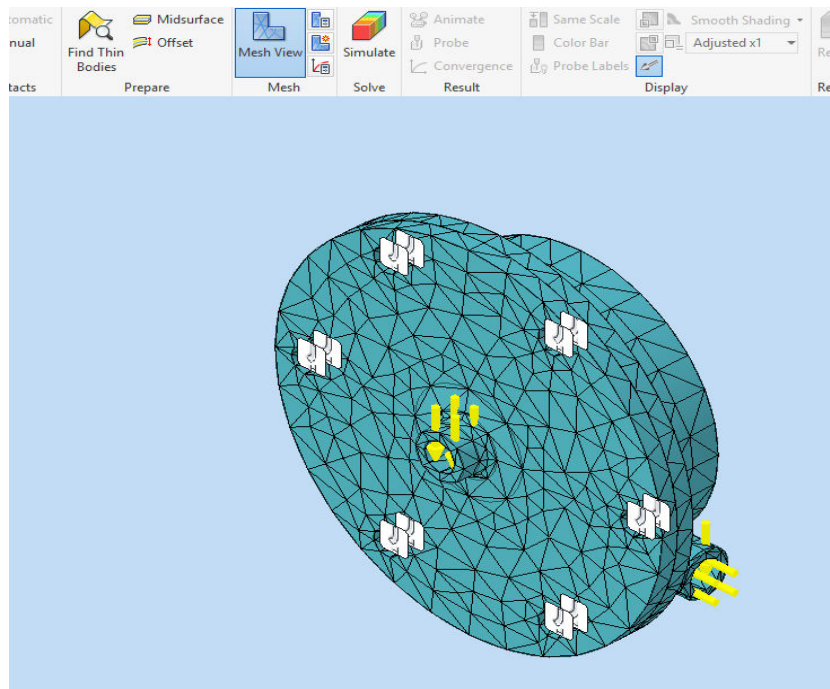 tomatic
nual
tacts
Find Thin
Bodies
Midsurface
Offset
Prepare
Mesh View
Mesh
Simulate
Solve
Animate
Probe
Convergence
Result
Same Scale
Color Bar
Probe Labels
Smooth Shading
Adjusted x1
Display
Re
Re